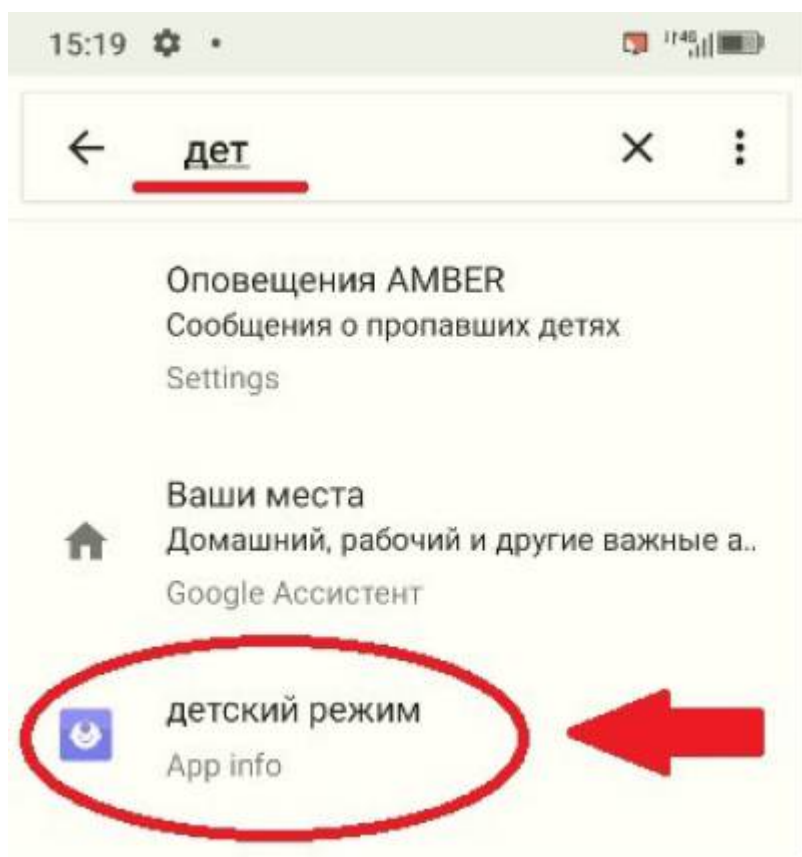 15:19
дет
Оповещения AMBER
Сообщения о пропавших детях
Settings
Ваши места
Домашний, рабочий и другие важные а..
Google Ассистент
детский режим
App info